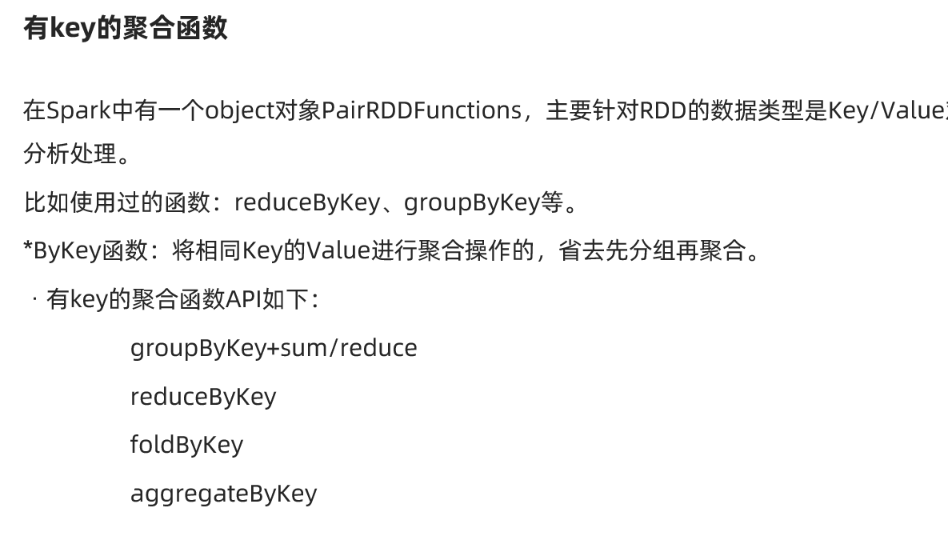 有key的聚合函数
在Spark中有一个object对象PairRDDFunctions，主要针对RDD的数据类型是Key/Value
分析处理。
比如使用过的函数：reduceByKey、groupByKey等。
*ByKey函数：将相同Key的Value进行聚合操作的，省去先分组再聚合。
· 有key的聚合函数API如下：
groupByKey+sum/reduce
reduceByKey
foldByKey
aggregateByKey